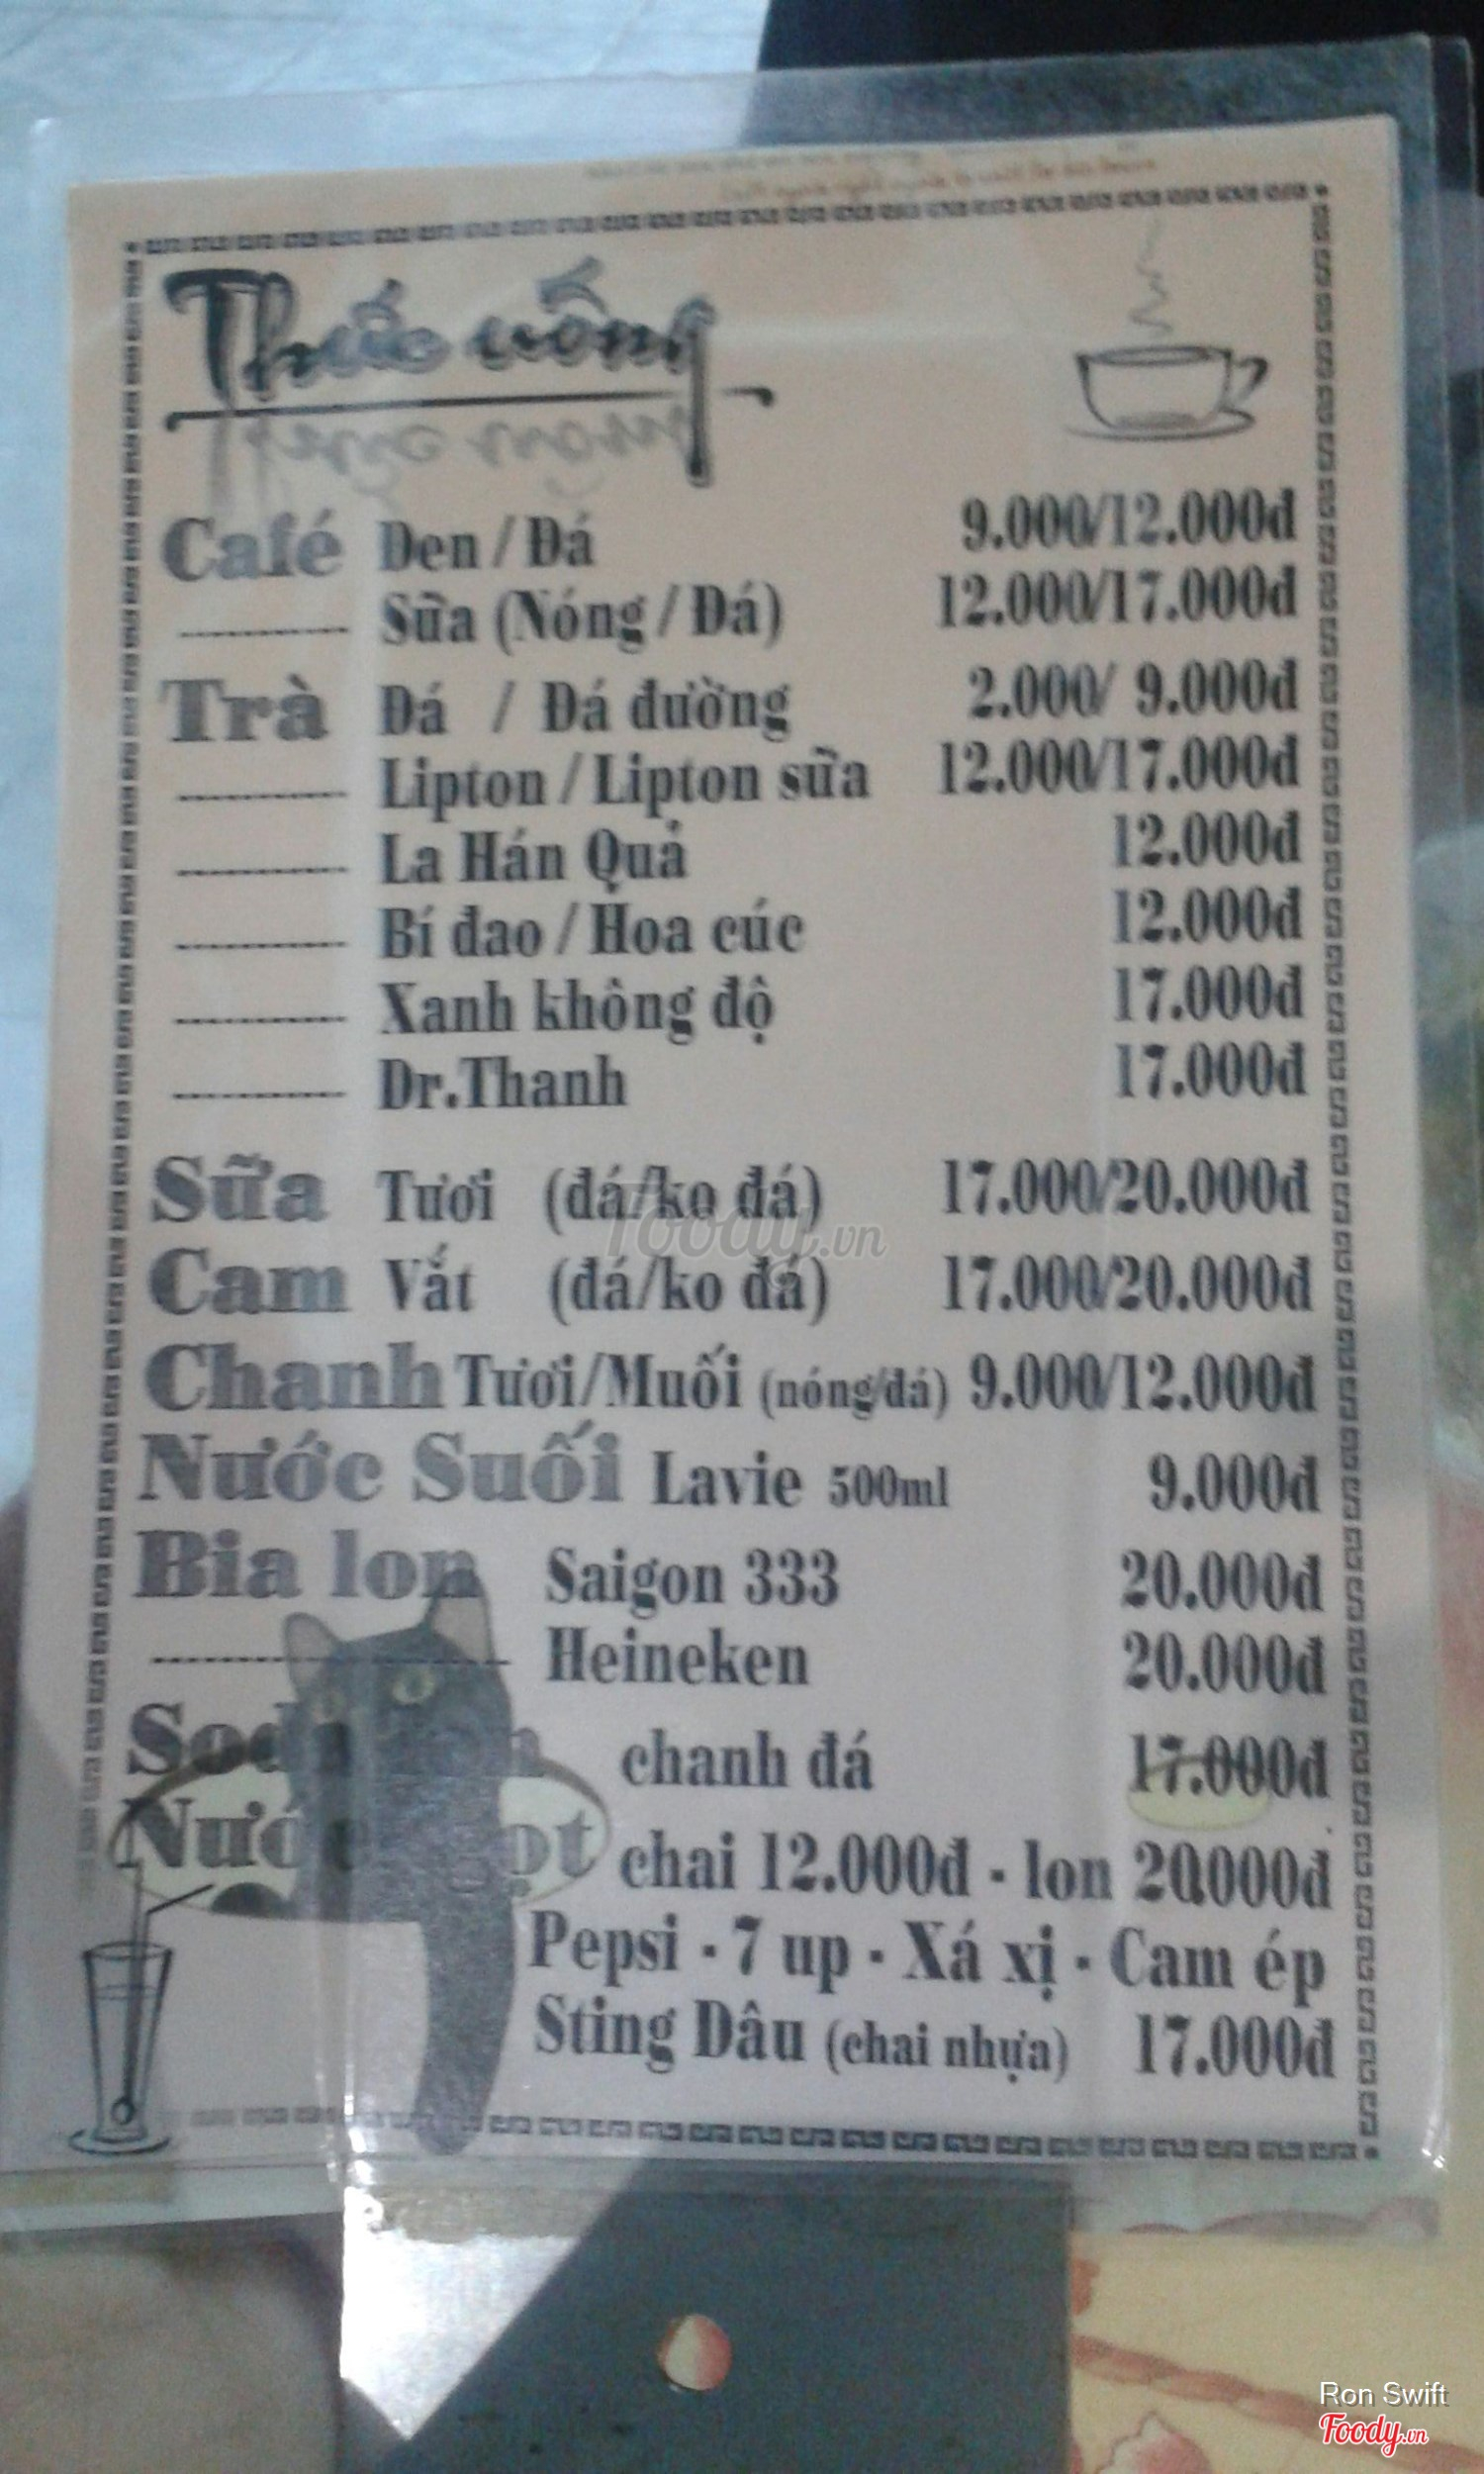 Thức uống
Café Đen / Đá 9.000/12.000đ
Sữa (Nóng / Đá) 12.000/17.000đ
Trà Đá / Đá đường 2.000/ 9.000đ
Lipton / Lipton sữa 12.000/17.000đ
La Hán Quả 12.000đ
Bí đao / Hoa cúc 12.000đ
Xanh không độ 17.000đ
Dr.Thanh 17.000đ
Sữa Tươi (đá/ko đá) 17.000/20.000đ
Foody.vn
Cam Vắt (đá/ko đá) 17.000/20.000đ
Chanh Tươi/Muối (nóng/đá) 9.000/12.000đ
Nước Suối Lavie 500ml 9.000đ
Bia lon Saigon 333 20.000đ
Heineken 20.000đ
chanh đá 17.000đ
chai 12.000đ - lon 20.000đ
Pepsi - 7 up - Xá xị - Cam ép
Sting Dâu (chai nhựa) 17.000đ
Ron Swift
Foody.vn